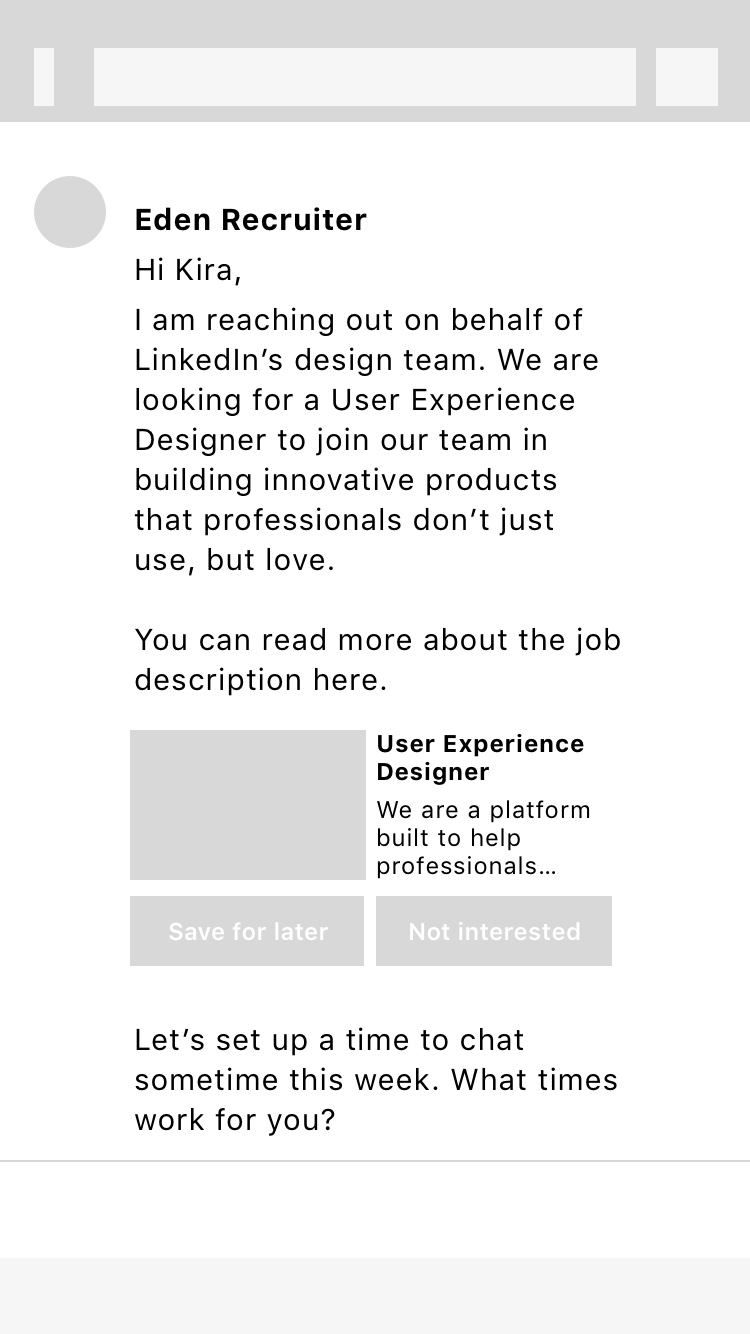 Eden Recruiter
Hi Kira,
I am reaching out on behalf of
LinkedIn’s design team. We are
looking for a User Experience
Designer to join our team in
building innovative products
that professionals don’t just
use, but love.
You can read more about the job
description here.
User Experience
Designer
We are a platform
built to help
professionals…
Save for later
Not interested
Let’s set up a time to chat
sometime this week. What times
work for you?